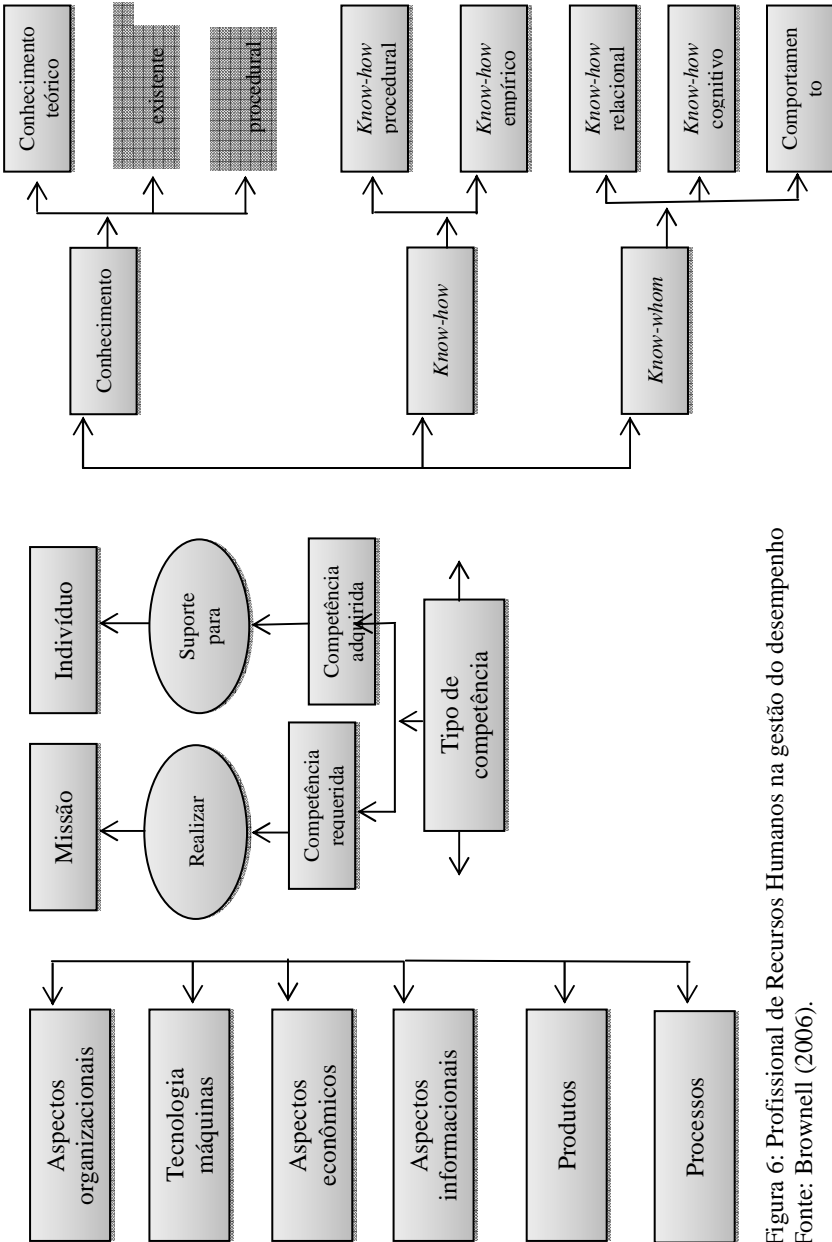 Aspectos
organizacionais
Tecnologia
máquinas
Aspectos
econômicos
Aspectos
informacionais
Produtos
Processos
Missão
Indivíduo
Realizar
Suporte
para
Competência
requerida
Competência
adquirida
Tipo de
competência
Conhecimento
Know-how
Know-whom
Conhecimento
teórico
existente
procedural
Know-how
procedural
Know-how
empírico
Know-how
relacional
Know-how
cognitivo
Comportamen
to
Figura 6: Profissional de Recursos Humanos na gestão do desempenho
Fonte: Brownell (2006).